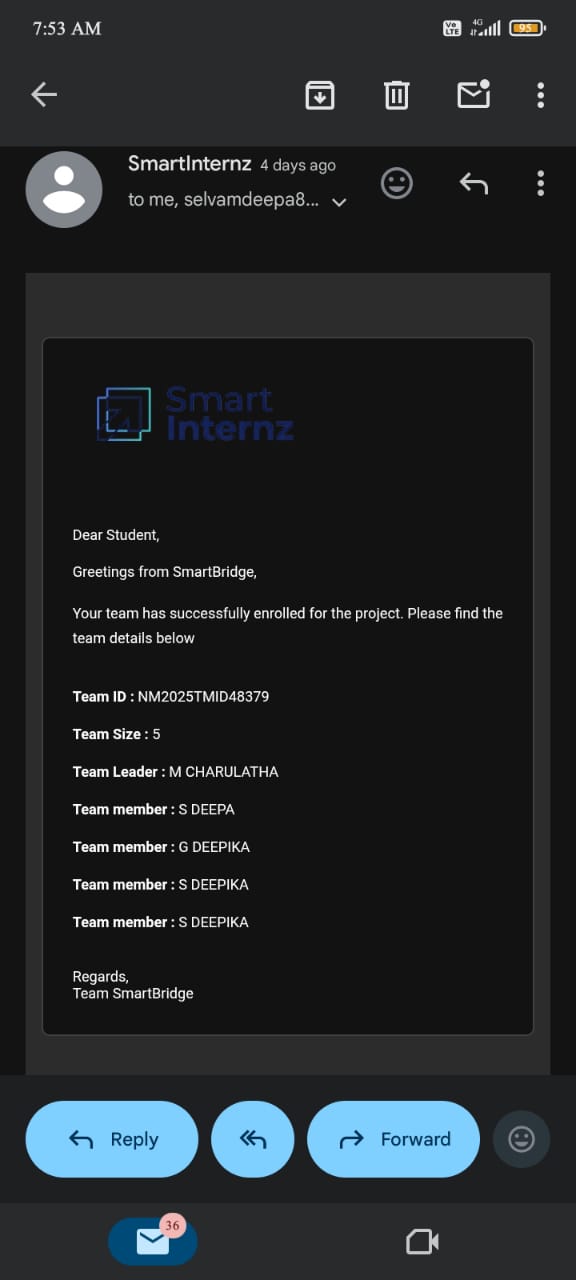 7:53 AM
Vo LTE
4G
95
SmartInternz 4 days ago
to me, selvamdeepa8...
Smart
Internz
Dear Student,
Greetings from SmartBridge,
Your team has successfully enrolled for the project. Please find the
team details below
Team ID : NM2025TMID48379
Team Size : 5
Team Leader : M CHARULATHA
Team member : S DEEPA
Team member : G DEEPIKA
Team member : S DEEPIKA
Team member : S DEEPIKA
Regards,
Team SmartBridge
Reply
Forward
36